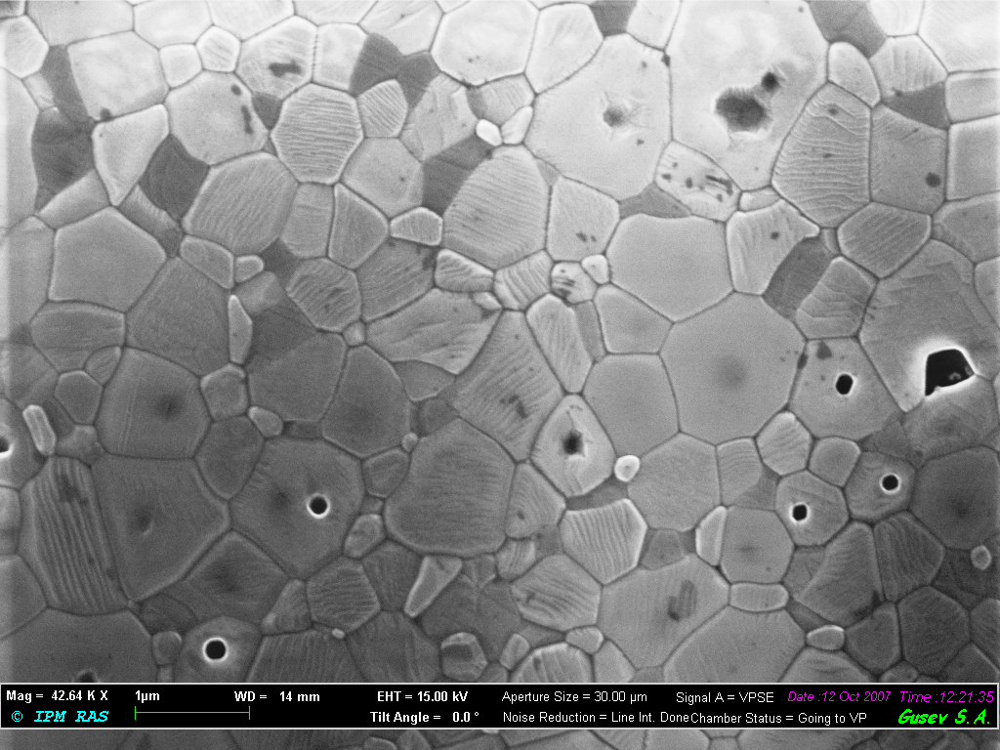 Mag = 42.64 K X 1µm WD = 14 mm EHT = 15.00 kV Aperture Size = 30.00 µm Signal A = VPSE Date :12 Oct 2007 Time :12:21:35
© IPM RAS Tilt Angle = 0.0 ° Noise Reduction = Line Int. Done Chamber Status = Going to VP Gusev S. A.